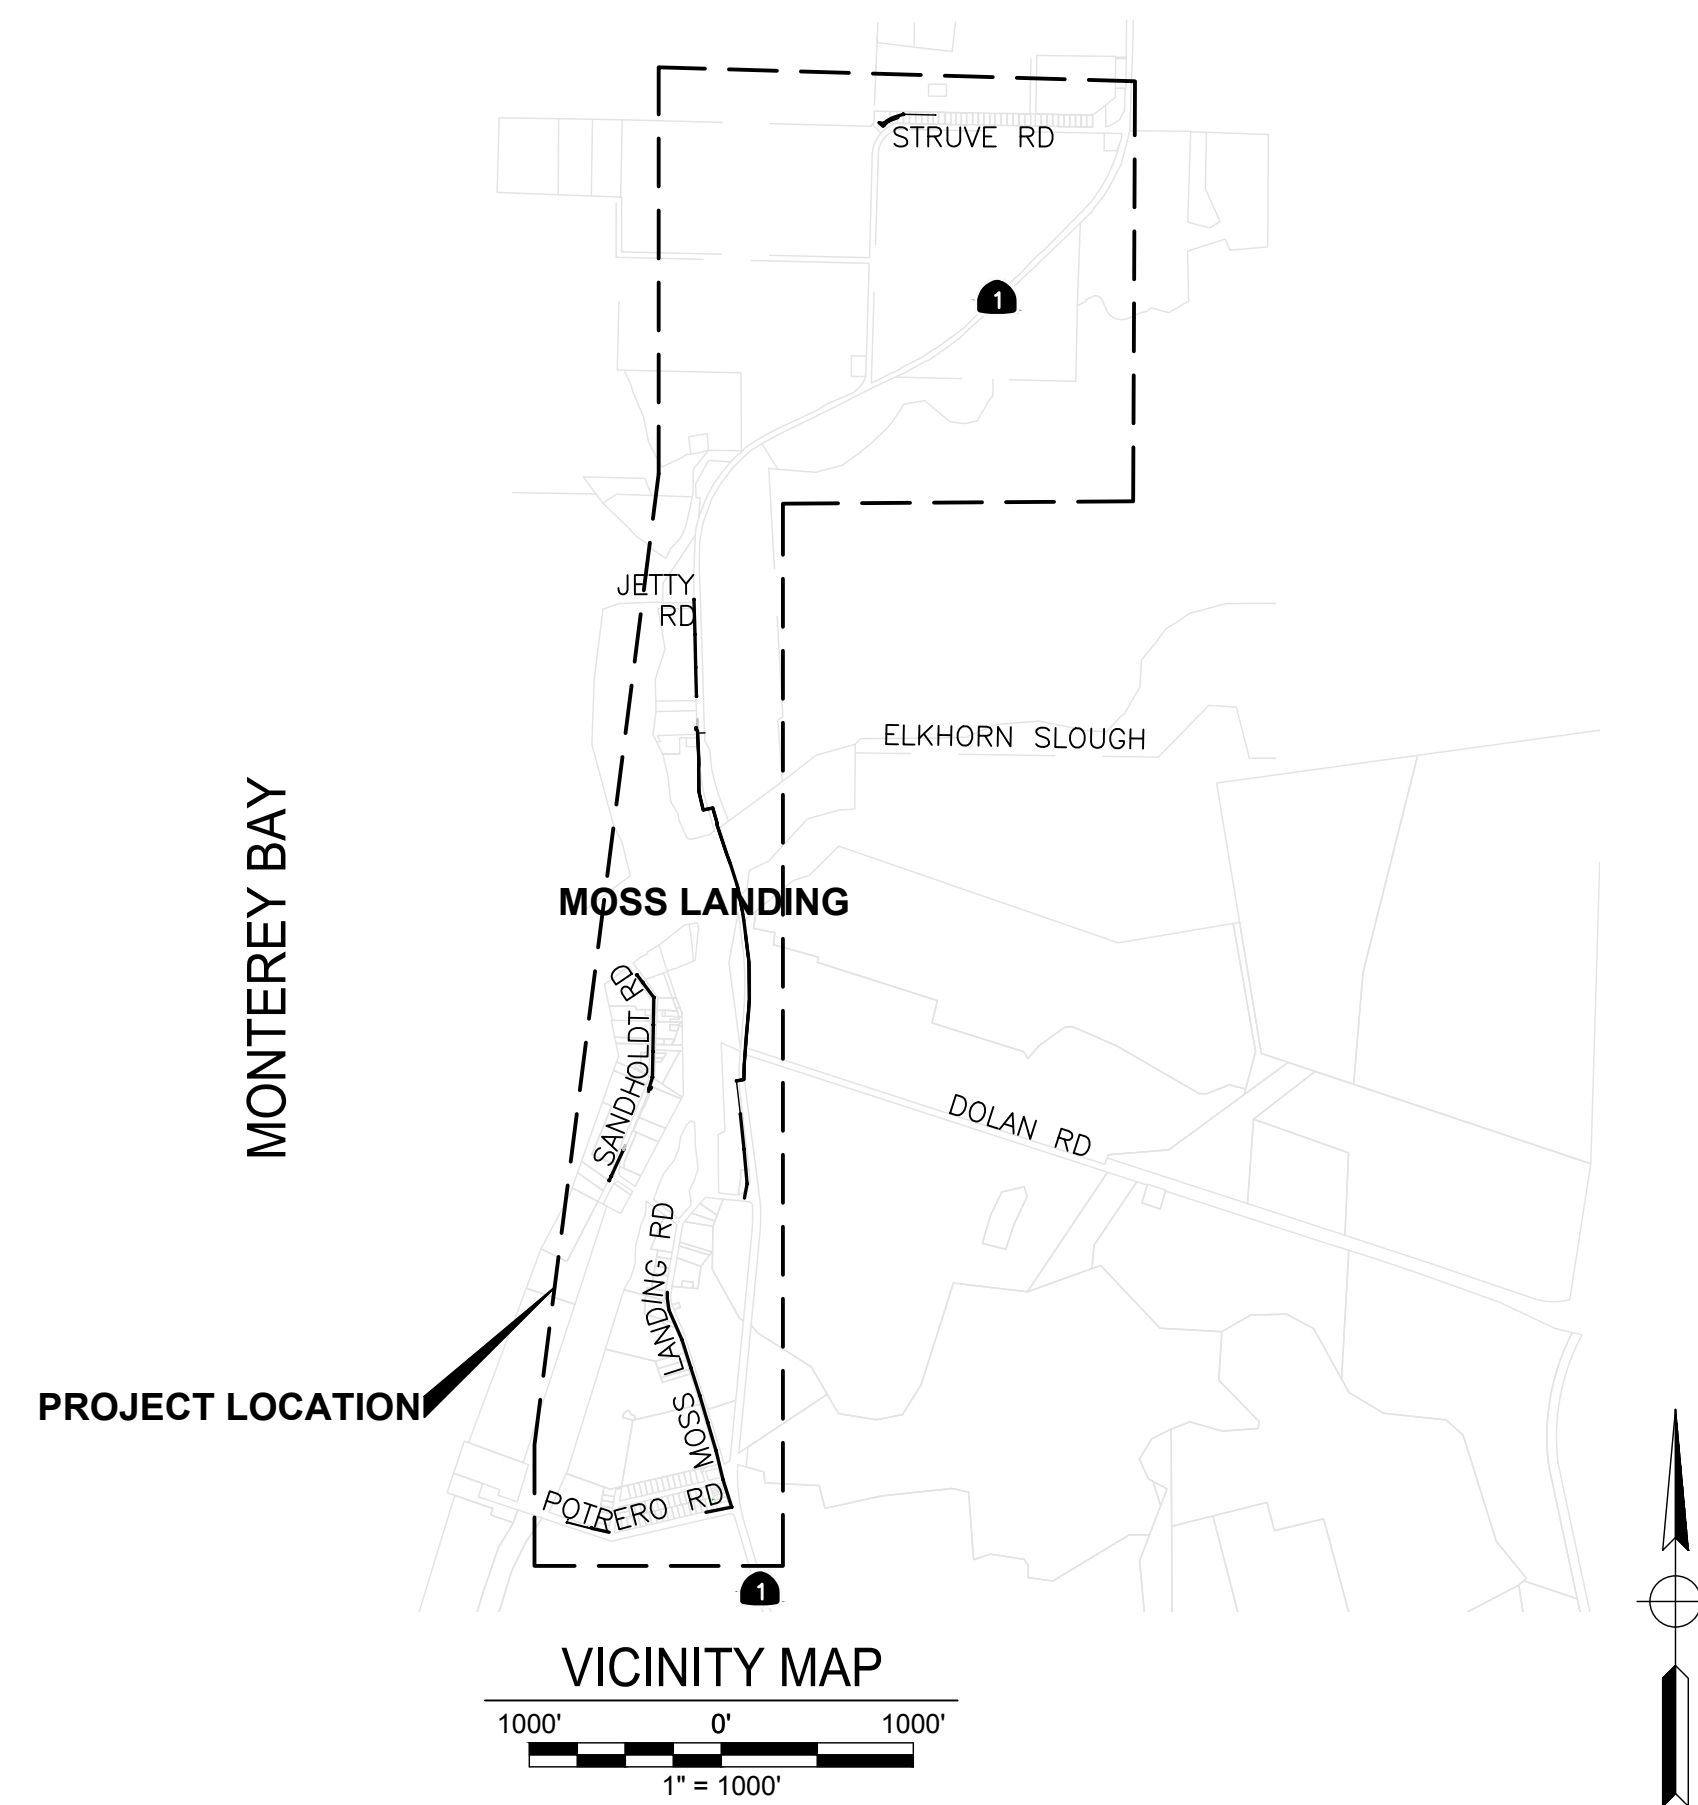 STRUVE RD
1
JETTY
RD
ELKHORN SLOUGH
MONTEREY BAY
MOSS LANDING
SANDHOLDT RD
DOLAN RD
MOSS LANDING RD
PROJECT LOCATION
POTRERO RD
1
VICINITY MAP
1000' 0' 1000'
1" = 1000'